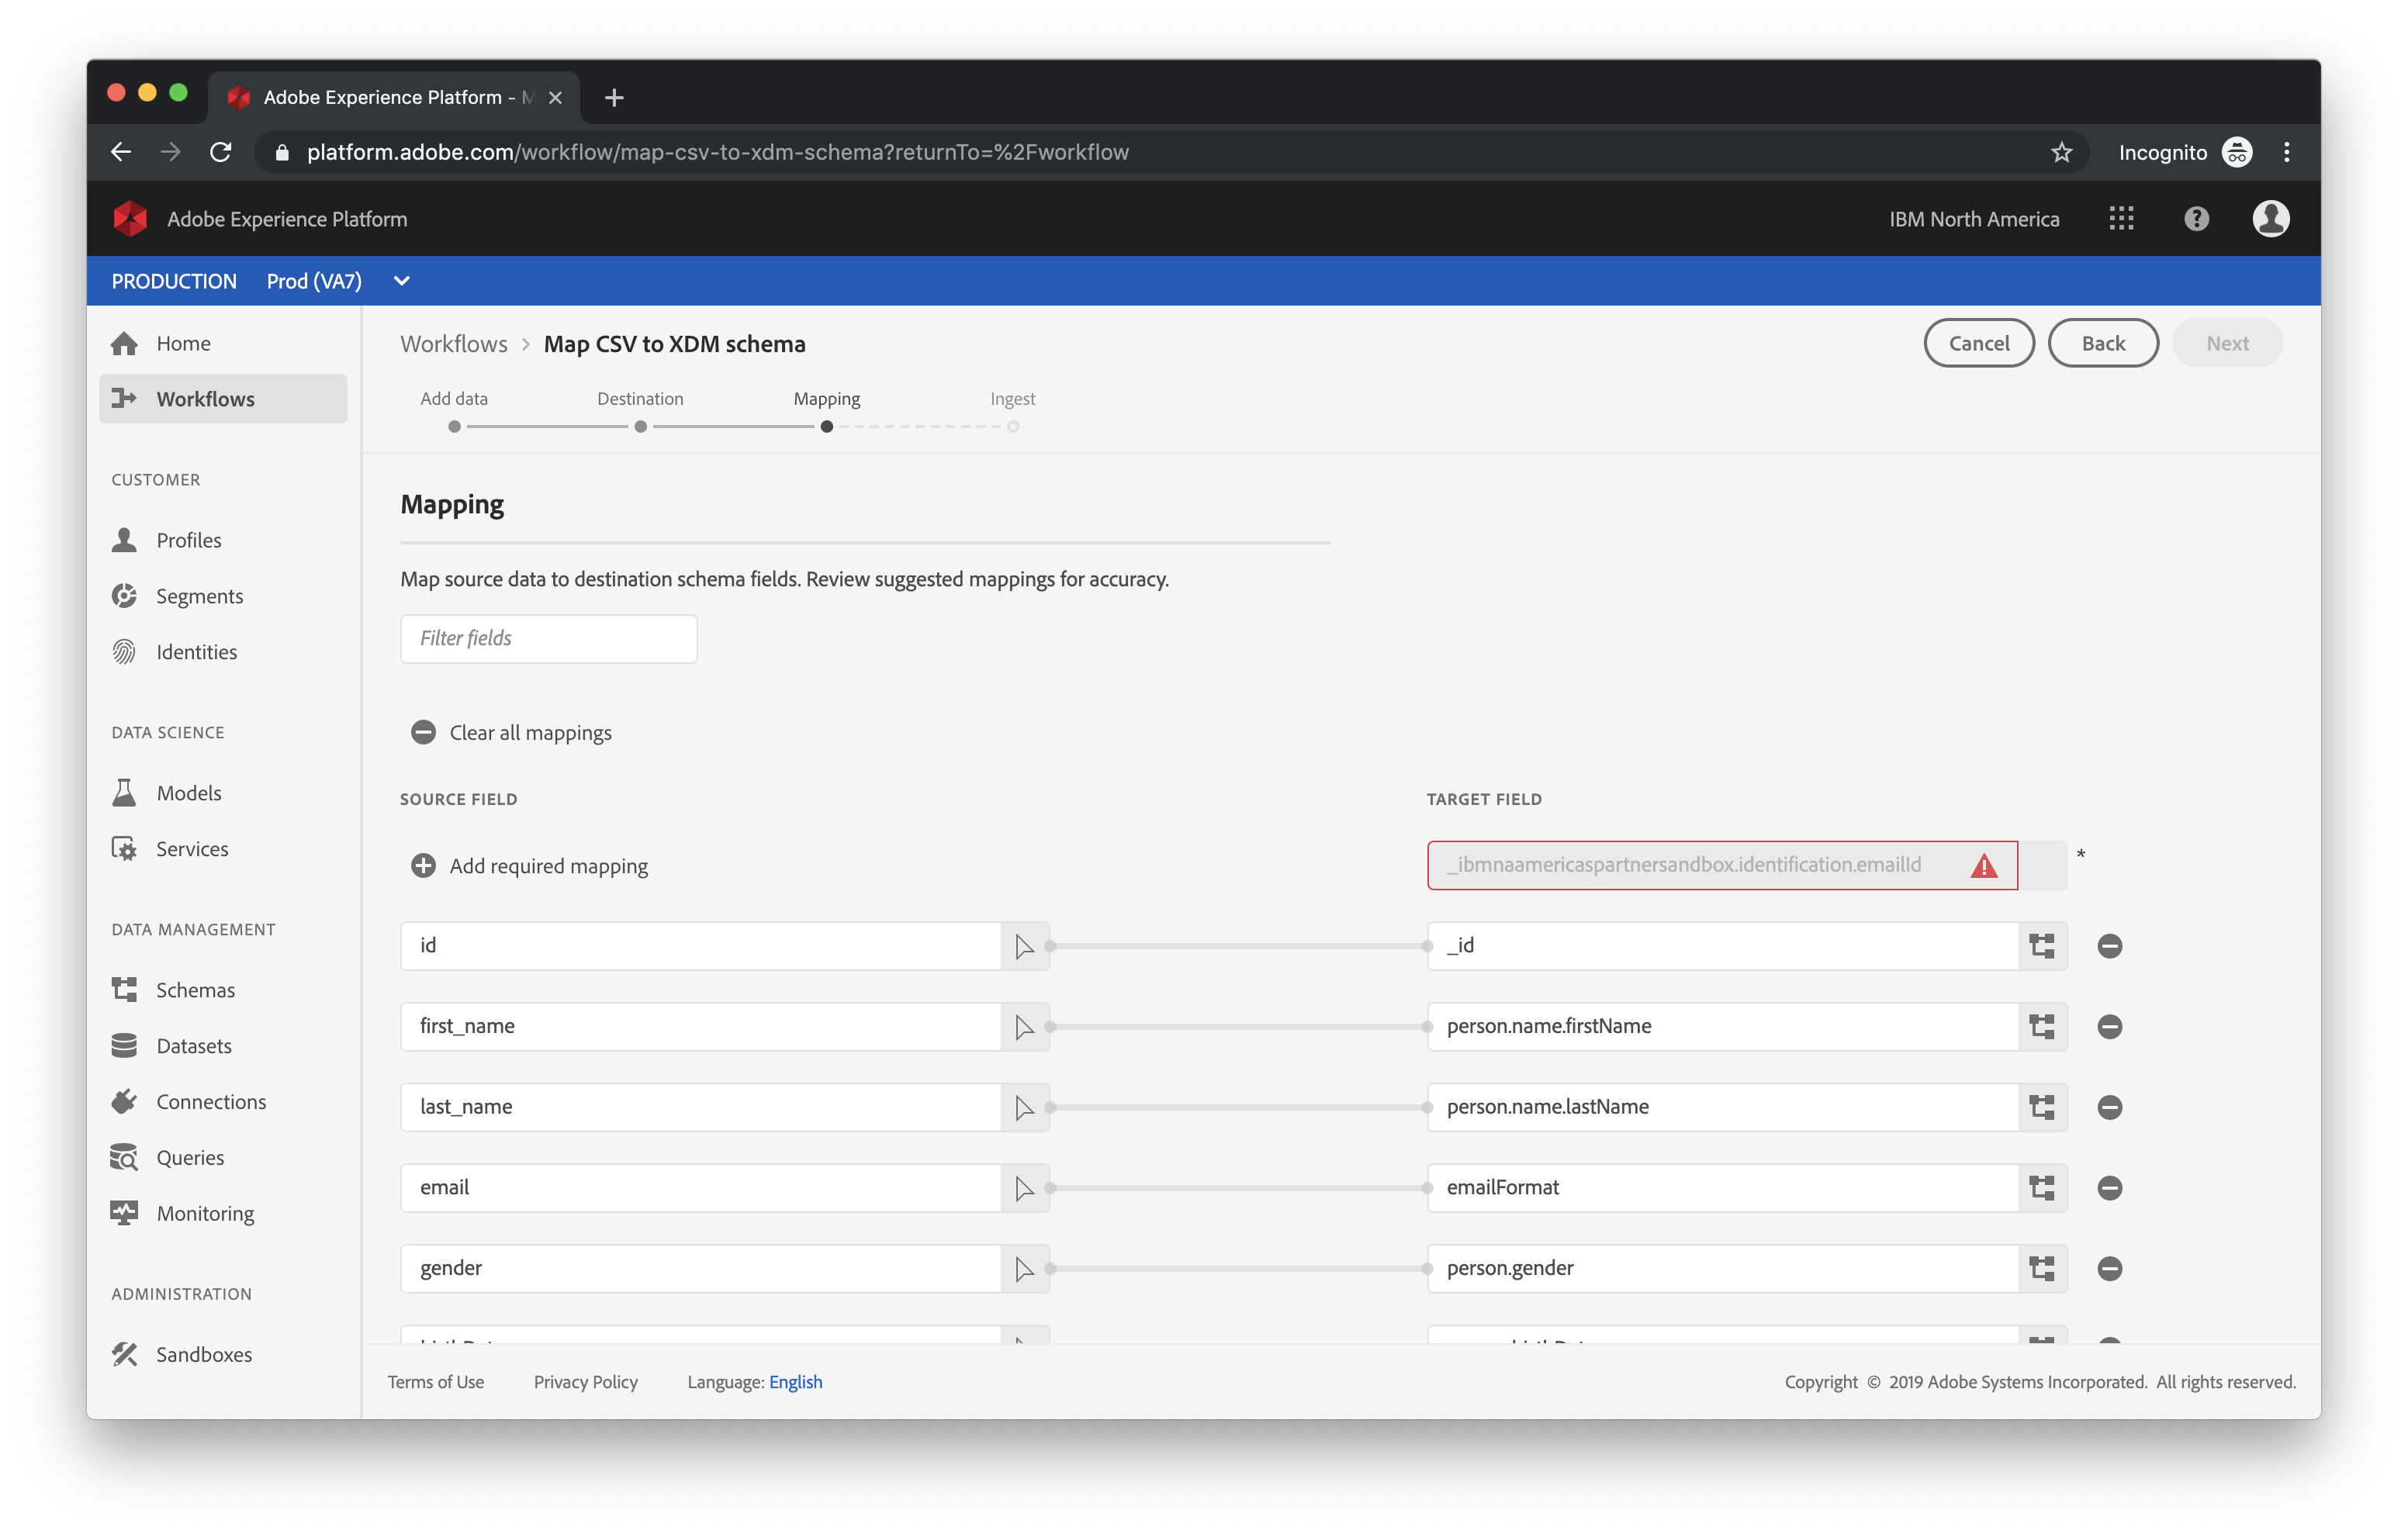 Adobe Experience Platform - M
platform.adobe.com/workflow/map-csv-to-xdm-schema?returnTo=%2Fworkflow
Incognito
Adobe Experience Platform
IBM North America
PRODUCTION Prod (VA7)
Home
Workflows
CUSTOMER
Profiles
Segments
Identities
DATA SCIENCE
Models
Services
DATA MANAGEMENT
Schemas
Datasets
Connections
Queries
Monitoring
ADMINISTRATION
Sandboxes
Workflows > Map CSV to XDM schema
Cancel Back Next
Add data Destination Mapping Ingest
Mapping
Map source data to destination schema fields. Review suggested mappings for accuracy.
Filter fields
Clear all mappings
SOURCE FIELD TARGET FIELD
Add required mapping _ibmnaamericaspartnersandbox.identification.emailId *
id _id
first_name person.name.firstName
last_name person.name.lastName
email emailFormat
gender person.gender
Terms of Use Privacy Policy Language: English
Copyright © 2019 Adobe Systems Incorporated. All rights reserved.